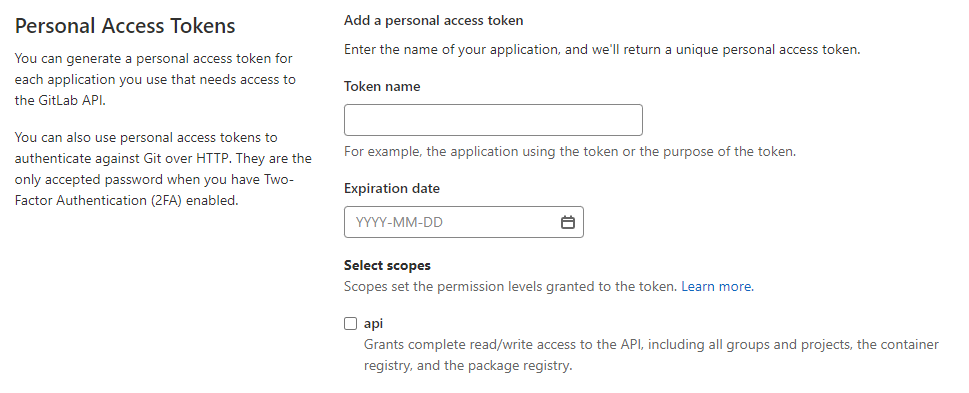 Personal Access Tokens
You can generate a personal access token for
each application you use that needs access to
the GitLab API.
You can also use personal access tokens to
authenticate against Git over HTTP. They are the
only accepted password when you have Two-
Factor Authentication (2FA) enabled.
Add a personal access token
Enter the name of your application, and we'll return a unique personal access token.
Token name
For example, the application using the token or the purpose of the token.
Expiration date
YYYY-MM-DD
Select scopes
Scopes set the permission levels granted to the token. Learn more.
api
Grants complete read/write access to the API, including all groups and projects, the container
registry, and the package registry.